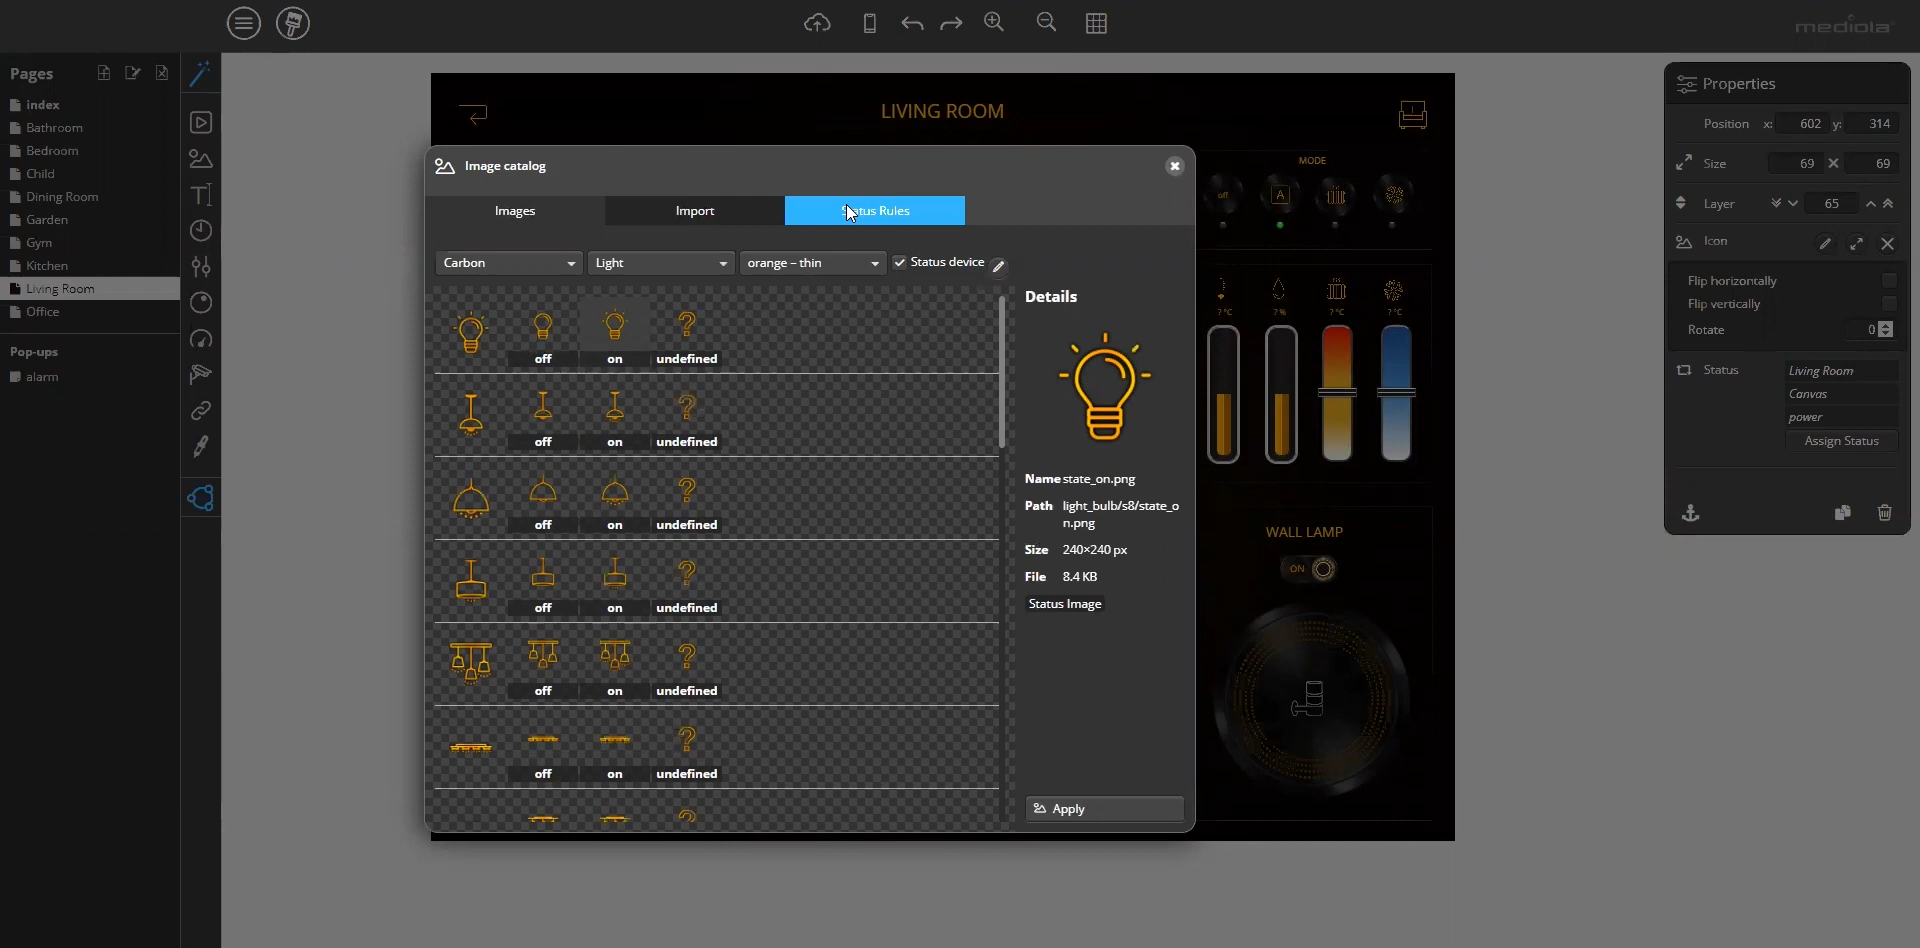 mediola
Pages
index
Bathroom
Bedroom
Child
Dining Room
Garden
Gym
Kitchen
Living Room
Office
Pop-ups
alarm
LIVING ROOM
Image catalog
Images
Import
Status Rules
Carbon
Light
orange – thin
Status device
off
on
undefined
off
on
undefined
off
on
undefined
off
on
undefined
off
on
undefined
off
on
undefined
Details
Name state_on.png
Path light_bulb/s8/state_o
n.png
Size 240×240 px
File 8.4 KB
Status Image
Apply
MODE
off
A
? °C
? %
? °C
? °C
WALL LAMP
ON
Properties
Position x: 602 y: 314
Size 69 69
Layer 65
Icon
Flip horizontally
Flip vertically
Rotate 0
Status
Living Room
Canvas
power
Assign Status